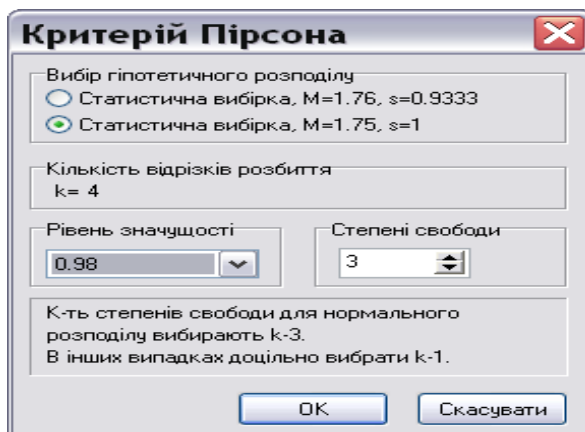 Критерій Пірсона
Вибір гіпотетичного розподілу
Статистична вибірка, M=1.76, s=0.9333
Статистична вибірка, M=1.75, s=1
Кількість відрізків розбиття
k= 4
Рівень значущості
0.98
Степені свободи
3
К-ть степенів свободи для нормального
розподілу вибирають k-3.
В інших випадках доцільно вибрати k-1.
OK
Скасувати